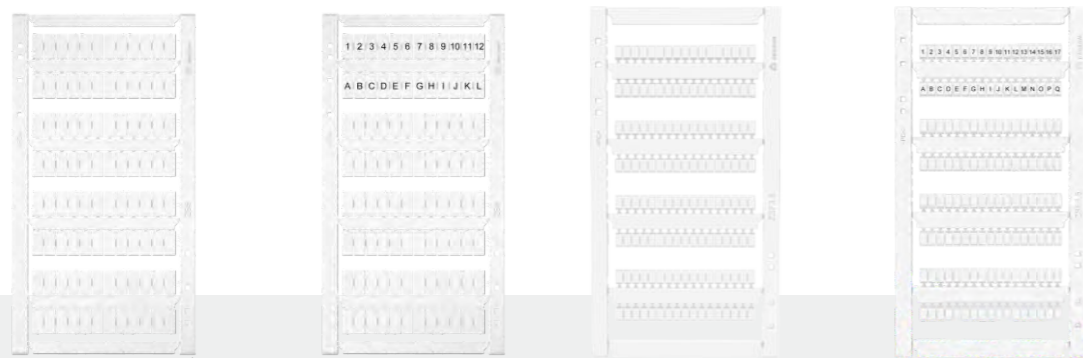 1 2 3 4 5 6 7 8 9 10 11 12
A B C D E F G H I J K L
1 2 3 4 5 6 7 8 9 10 11 12 13 14 15 16 17
A B C D E F G H I J K L M N O P Q